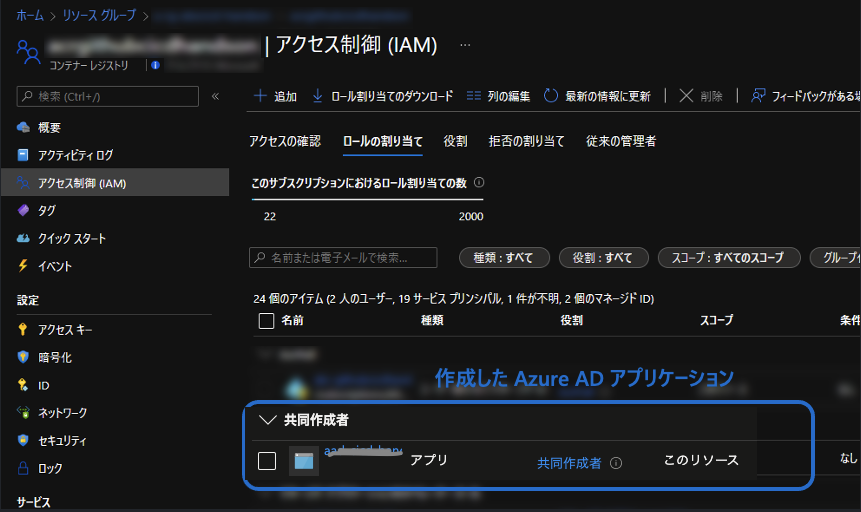 ホーム > リソース グループ >
| アクセス制御 (IAM) …
コンテナー レジストリ
検索 (Ctrl+/) «
概要
アクティビティ ログ
アクセス制御 (IAM)
タグ
クイック スタート
イベント
設定
アクセス キー
暗号化
ID
ネットワーク
セキュリティ
ロック
サービス
追加 ロール割り当てのダウンロード 列の編集 最新の情報に更新 | 削除 | フィードバックがある場
アクセスの確認 ロールの割り当て 役割 拒否の割り当て 従来の管理者
このサブスクリプションにおけるロール割り当ての数
22 2000
名前または電子メールで検索... 種類 : すべて 役割 : すべて スコープ : すべてのスコープ グループ化
24 個のアイテム (2 人のユーザー, 19 サービス プリンシパル, 1 件が不明, 2 個のマネージド ID)
名前 種類 役割 スコープ 条件
作成した Azure AD アプリケーション
共同作成者
アプリ 共同作成者 このリソース なし